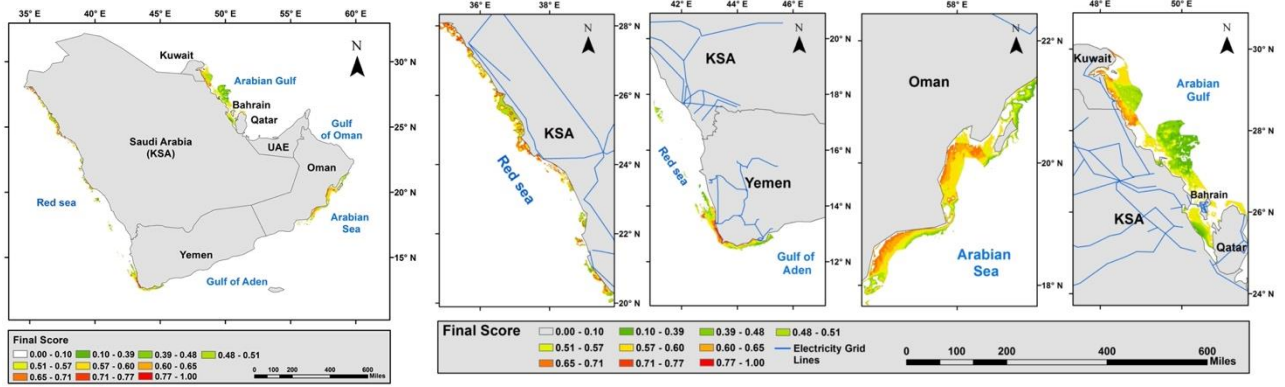 35° E 40° E 45° E 50° E 55° E 60° E
N
30° N
25° N
20° N
15° N
Kuwait
Arabian Gulf
Bahrain
Qatar
Gulf
of Oman
UAE
Saudi Arabia
(KSA)
Oman
Red sea
Arabian
Sea
Yemen
Gulf of Aden
Final Score
0.00 - 0.10 0.10 - 0.39 0.39 - 0.48 0.48 - 0.51
0.51 - 0.57 0.57 - 0.60 0.60 - 0.65
0.65 - 0.71 0.71 - 0.77 0.77 - 1.00
0 100 200 400 600
Miles
36° E 38° E
N
28° N
26° N
24° N
22° N
20° N
KSA
Red sea
42° E 44° E 46° E
N
20° N
18° N
16° N
14° N
12° N
KSA
Red sea
Yemen
Gulf of
Aden
58° E
N
22° N
20° N
18° N
Oman
Arabian
Sea
48° E 50° E
N
30° N
28° N
26° N
24° N
Kuwait
Arabian
Gulf
Bahrain
KSA
Qatar
Final Score
0.00 - 0.10 0.10 - 0.39 0.39 - 0.48 0.48 - 0.51
0.51 - 0.57 0.57 - 0.60 0.60 - 0.65 Electricity Grid
Lines
0.65 - 0.71 0.71 - 0.77 0.77 - 1.00
0 100 200 400 600
Miles